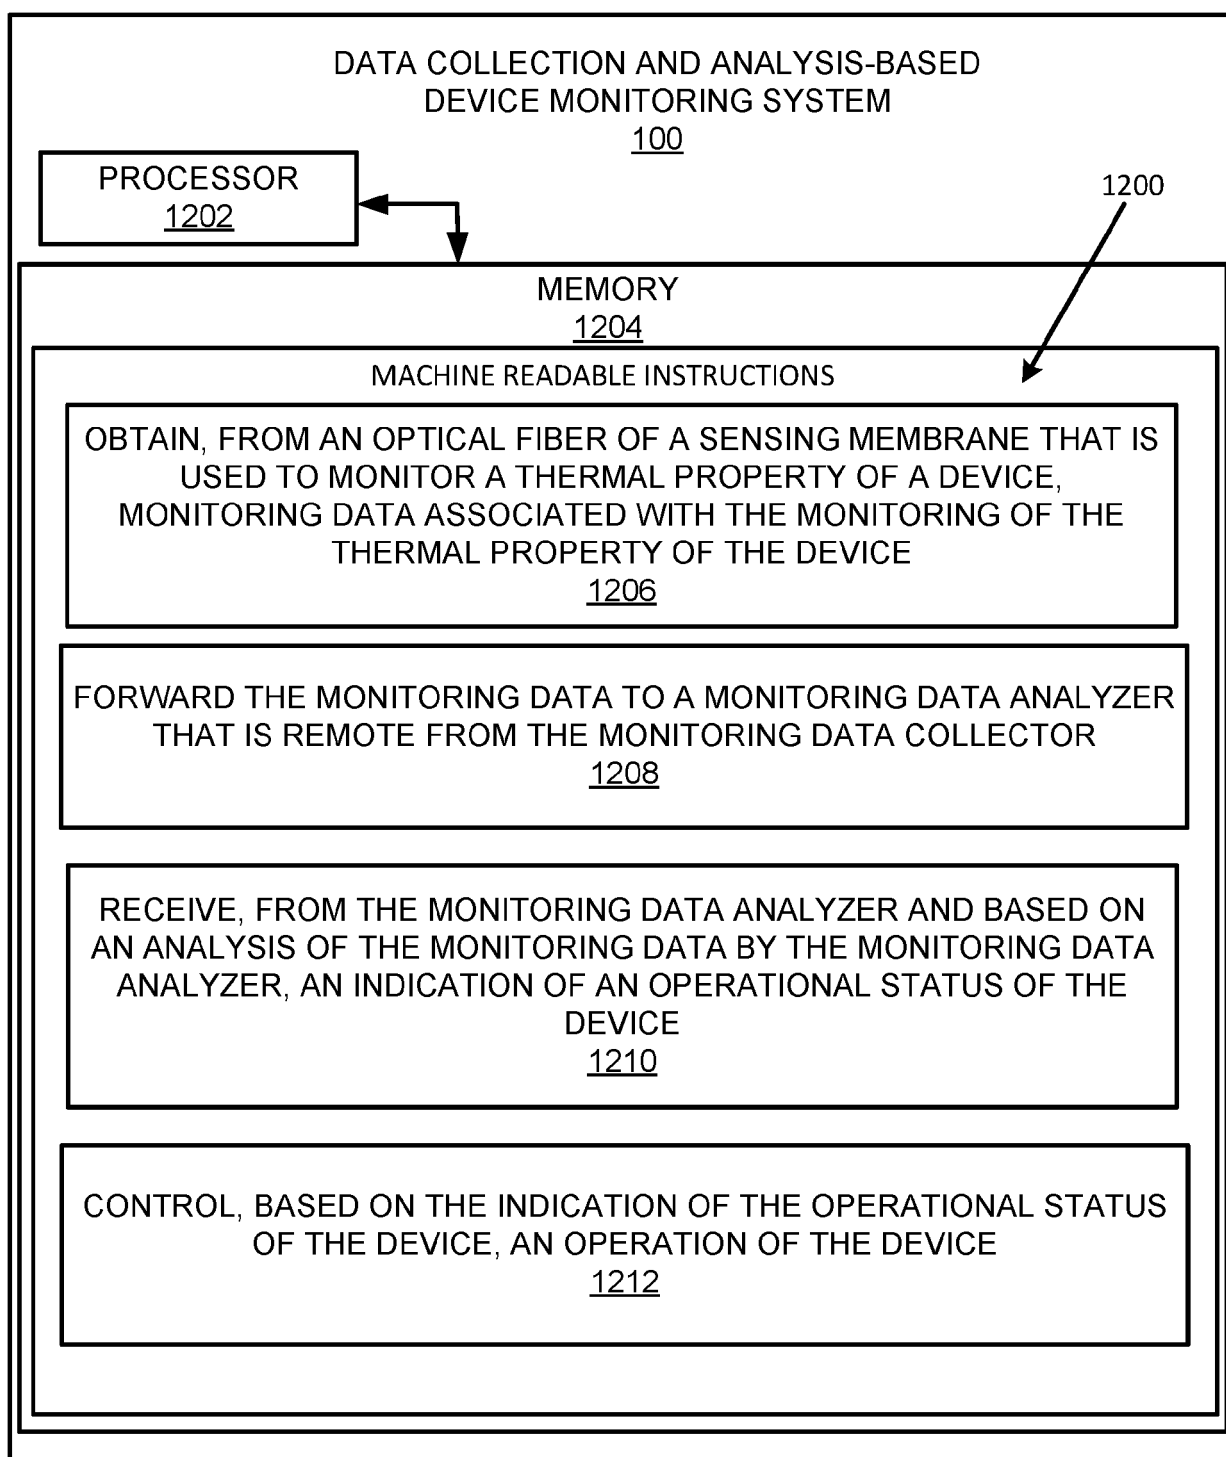 DATA COLLECTION AND ANALYSIS-BASED
DEVICE MONITORING SYSTEM
100
PROCESSOR
1202
1200
MEMORY
1204
MACHINE READABLE INSTRUCTIONS
OBTAIN, FROM AN OPTICAL FIBER OF A SENSING MEMBRANE THAT IS
USED TO MONITOR A THERMAL PROPERTY OF A DEVICE,
MONITORING DATA ASSOCIATED WITH THE MONITORING OF THE
THERMAL PROPERTY OF THE DEVICE
1206
FORWARD THE MONITORING DATA TO A MONITORING DATA ANALYZER
THAT IS REMOTE FROM THE MONITORING DATA COLLECTOR
1208
RECEIVE, FROM THE MONITORING DATA ANALYZER AND BASED ON
AN ANALYSIS OF THE MONITORING DATA BY THE MONITORING DATA
ANALYZER, AN INDICATION OF AN OPERATIONAL STATUS OF THE
DEVICE
1210
CONTROL, BASED ON THE INDICATION OF THE OPERATIONAL STATUS
OF THE DEVICE, AN OPERATION OF THE DEVICE
1212